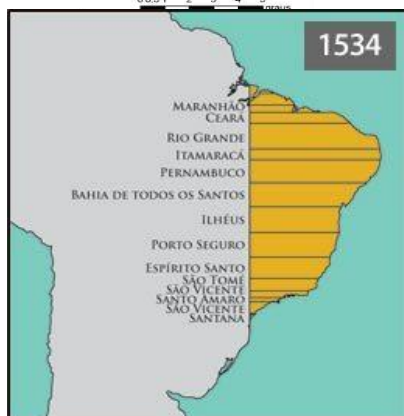 1534
MARANHÃO
CEARÁ
RIO GRANDE
ITAMARACÁ
PERNAMBUCO
BAHIA DE TODOS OS SANTOS
ILHÉUS
PORTO SEGURO
ESPÍRITO SANTO
SÃO TOMÉ
SÃO VICENTE
SANTO AMARO
SÃO VICENTE
SANTANA